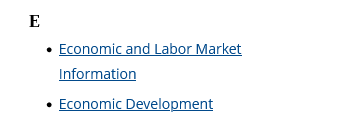 E
Economic and Labor Market
Information
Economic Development